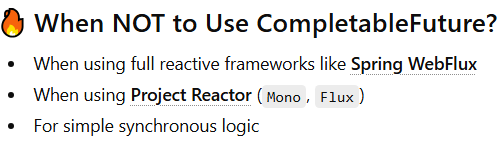 🔥 When NOT to Use CompletableFuture?
• When using full reactive frameworks like Spring WebFlux
• When using Project Reactor (Mono, Flux)
• For simple synchronous logic